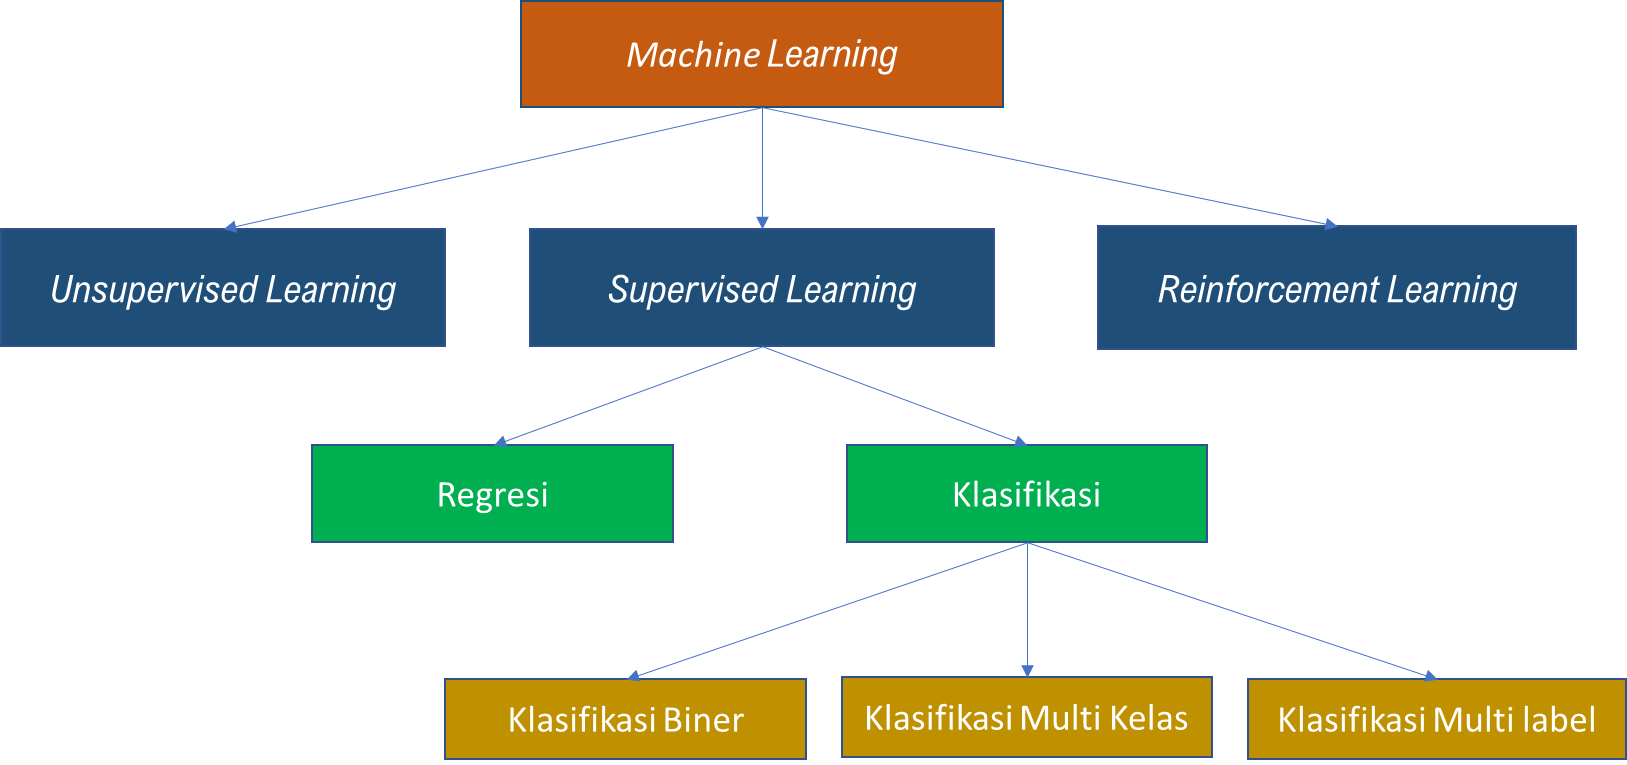 Machine Learning
Unsupervised Learning
Supervised Learning
Reinforcement Learning
Regresi
Klasifikasi
Klasifikasi Biner
Klasifikasi Multi Kelas
Klasifikasi Multi label